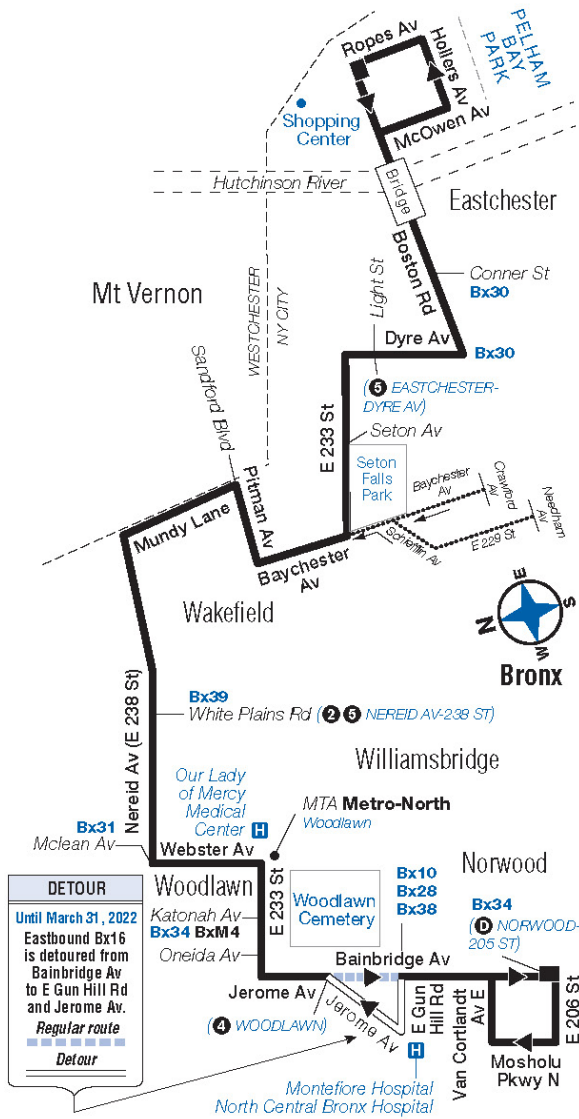 Ropes Av
Hollers Av
PELHAM
BAY
PARK
Shopping
Center
McOwen Av
Hutchinson River
Bridge
Eastchester
Boston Rd
Conner St
Bx30
Mt Vernon
WESTCHESTER
NY CITY
Light St
Dyre Av
Bx30
(5 EASTCHESTER-
DYRE AV)
Sandford Blvd
E 233 St
Seton Av
Seton
Falls
Park
Baychester
Av
Crawford
Av
Needham
Av
Pitman Av
Mundy Lane
Baychester
Av
Schieffin Av
E 229 St
Wakefield
N
E
S
W
Bronx
Nereid Av (E 238 St)
Bx39
White Plains Rd (2 5 NEREID AV-238 ST)
Williamsbridge
Our Lady
of Mercy
Medical
Center H
MTA Metro-North
Woodlawn
Bx31
Mclean Av
Webster Av
E 233 St
Bx10
Bx28
Bx38
Norwood
Woodlawn
Woodlawn
Cemetery
Bx34
(D NORWOOD-
205 ST)
Katonah Av
Bx34 BxM4
Oneida Av
Bainbridge Av
Jerome Av
Jerome Av
(4 WOODLAWN)
E Gun
Hill Rd
Van Cortlandt
Av E
E 206 St
Mosholu
Pkwy N
H
Montefiore Hospital
North Central Bronx Hospital
DETOUR
Until March 31, 2022
Eastbound Bx16
is detoured from
Bainbridge Av
to E Gun Hill Rd
and Jerome Av.
Regular route
Detour